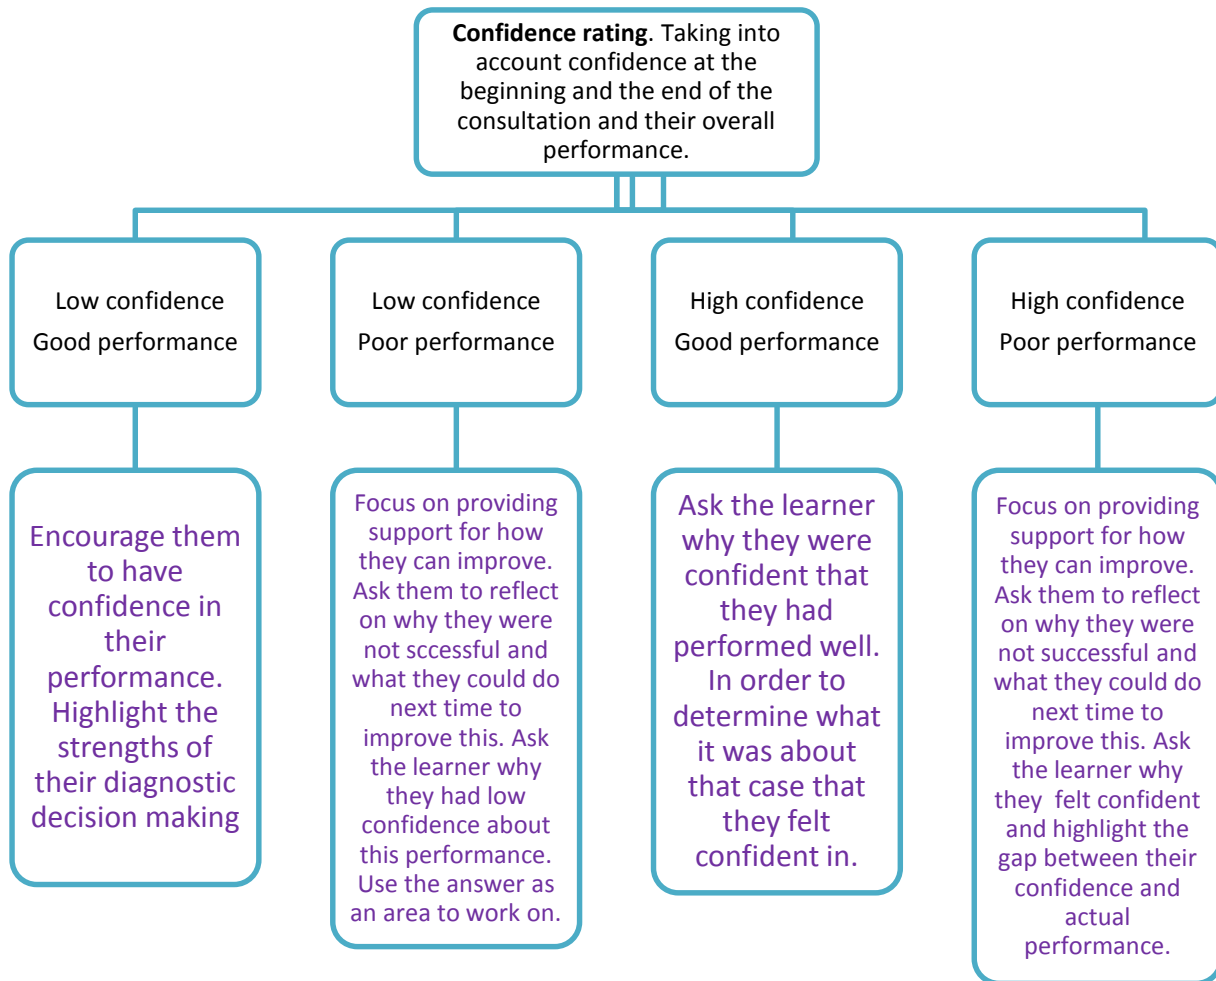 Confidence rating. Taking into
account confidence at the
beginning and the end of the
consultation and their overall
performance.
Low confidence
Good performance
Low confidence
Poor performance
High confidence
Good performance
High confidence
Poor performance
Encourage them
to have
confidence in
their
performance.
Highlight the
strengths of
their diagnostic
decision making
Focus on providing
support for how
they can improve.
Ask them to reflect
on why they were
not sccessful and
what they could do
next time to
improve this. Ask
the learner why
they had low
confidence about
this performance.
Use the answer as
an area to work on.
Ask the learner
why they were
confident that
they had
performed well.
In order to
determine what
it was about
that case that
they felt
confident in.
Focus on providing
support for how
they can improve.
Ask them to reflect
on why they were
not successful and
what they could do
next time to
improve this. Ask
the learner why
they  felt confident
and highlight the
gap between their
confidence and
actual
performance.